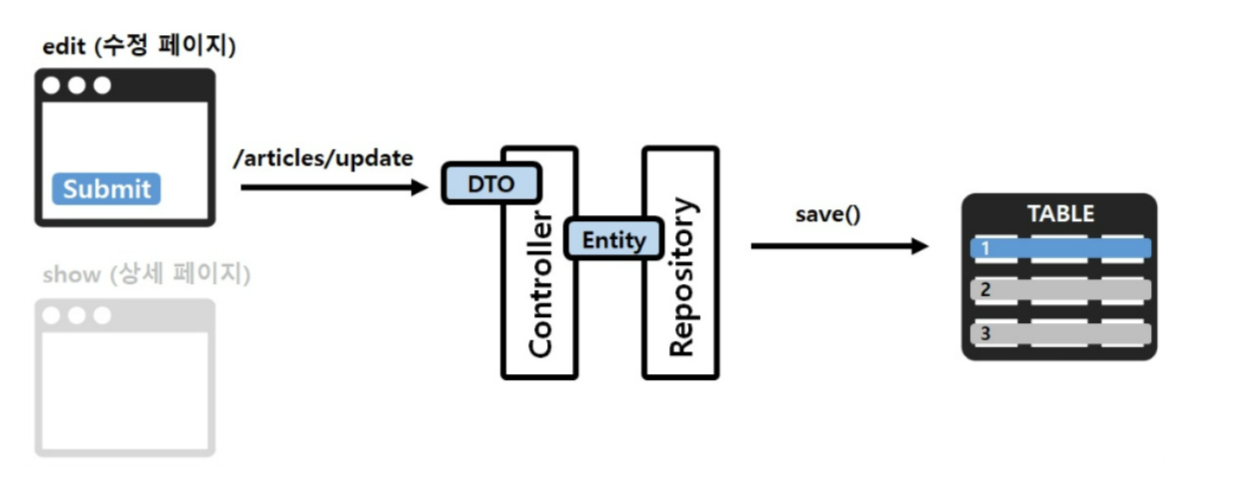 edit (수정 페이지)
Submit
/articles/update
DTO
Controller
Entity
Repository
save()
TABLE
1
2
3
show (상세 페이지)